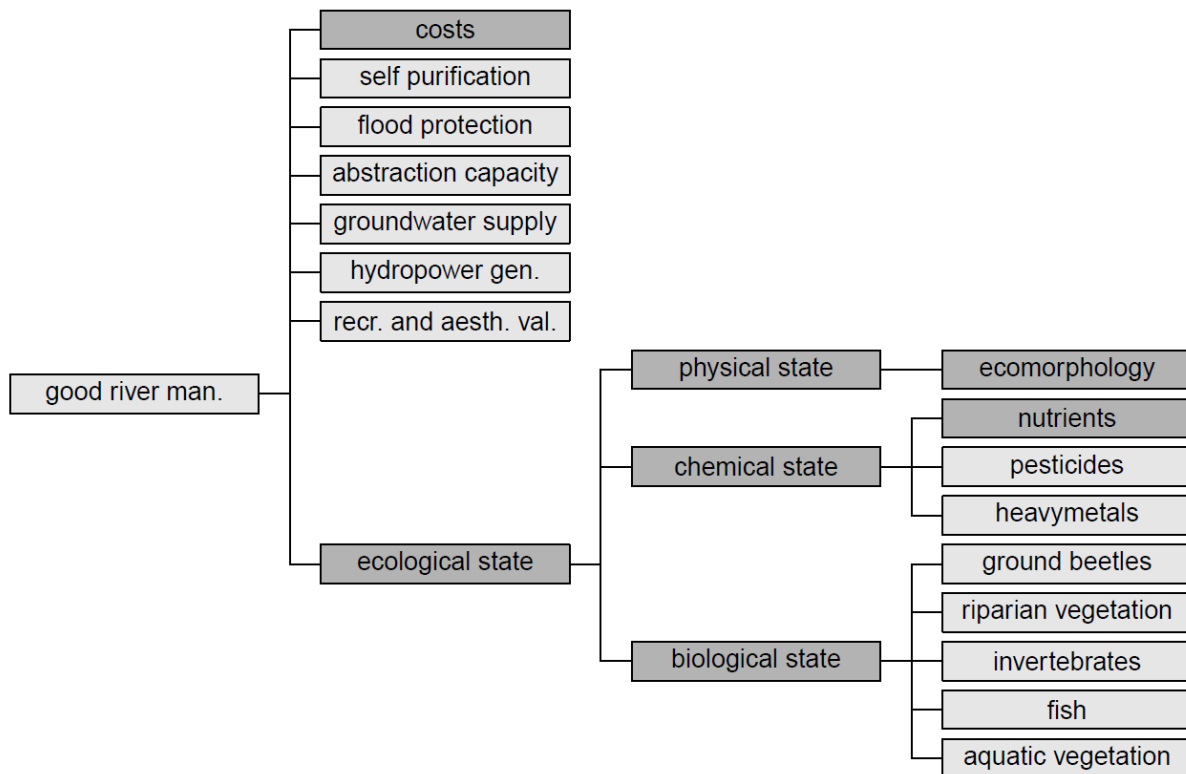 costs
self purification
flood protection
abstraction capacity
groundwater supply
hydropower gen.
recr. and aesth. val.
good river man.
ecological state
physical state
chemical state
biological state
ecomorphology
nutrients
pesticides
heavymetals
ground beetles
riparian vegetation
invertebrates
fish
aquatic vegetation